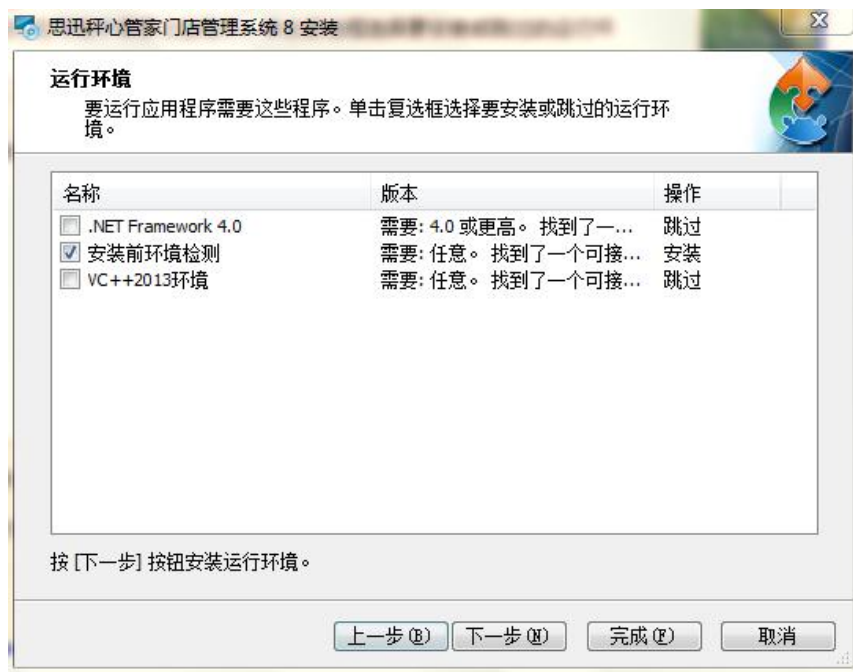 思迅秤心管家门店管理系统 8 安装
运行环境
要运行应用程序需要这些程序。单击复选框选择要安装或跳过的运行环
境。
名称 版本 操作
.NET Framework 4.0 需要: 4.0 或更高。 找到了一... 跳过
安装前环境检测 需要: 任意。 找到了一个可接... 安装
VC++2013环境 需要: 任意。 找到了一个可接... 跳过
按 [下一步] 按钮安装运行环境。
上一步(B) 下一步(N) 完成(F) 取消